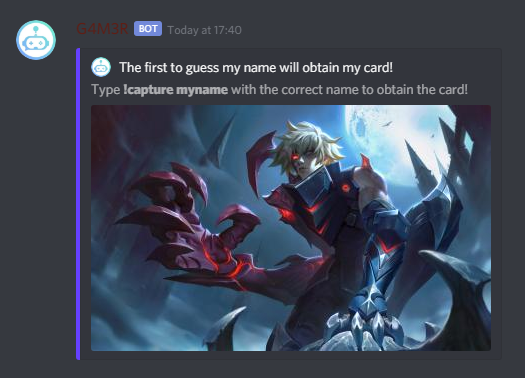 G4M3R BOT Today at 17:40
The first to guess my name will obtain my card!
Type !capture myname with the correct name to obtain the card!